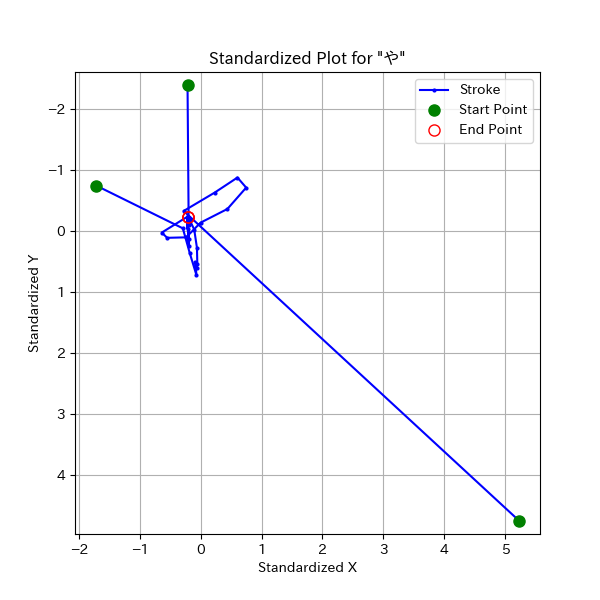 Standardized Plot for "や"
Stroke
Start Point
End Point
Standardized Y
−2
−1
0
1
2
3
4
−2 −1 0 1 2 3 4 5
Standardized X